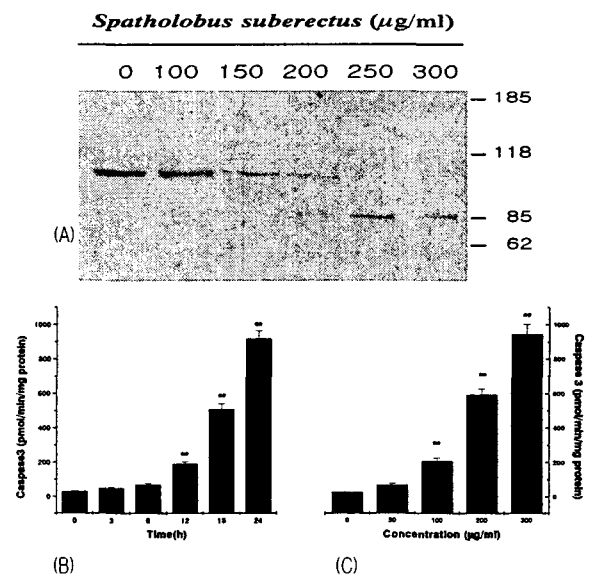 Spatholobus suberectus (μg/ml)
0 100 150 200 250 300
185
118
85
62
(A)
1000
800
600
400
200
0
Caspase3 (pmol/min/mg protein)
** ** **
0 3 6 12 18 24
Time(h)
(B)
1000
800
600
400
200
0
Caspase 3 (pmol/min/mg protein)
** ** ** 
0 50 100 200 300
Concentration (μg/ml)
(C)